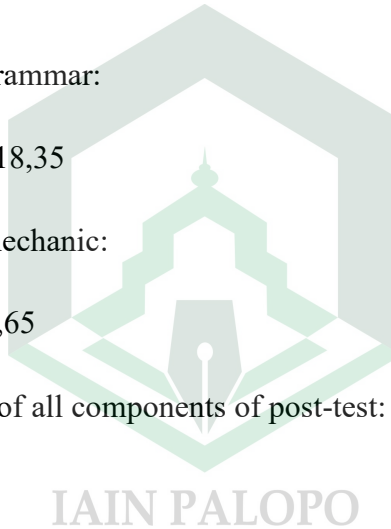 rammar:
18,35
echanic:
,65
of all components of post-test:
IAIN PALOPO